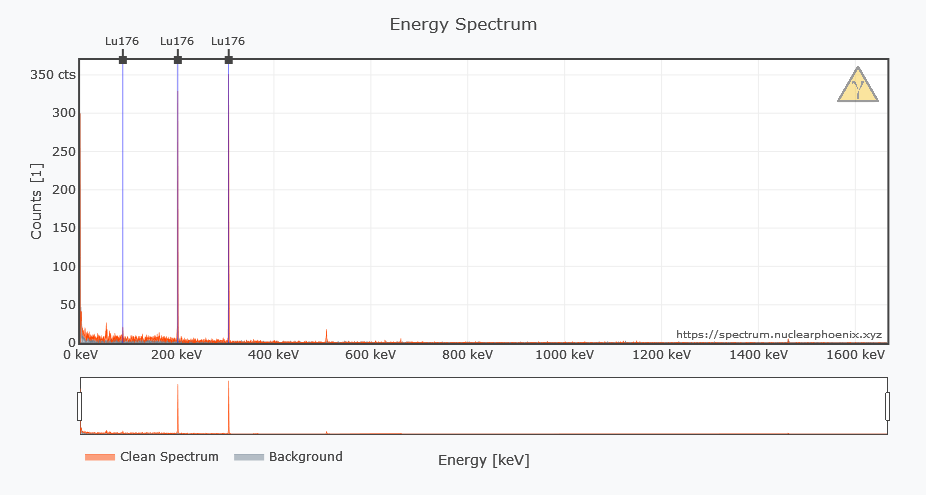 Energy Spectrum
Lu176 Lu176 Lu176
350 cts
300
250
200
150
100
50
0
Counts [1]
γ
https://spectrum.nuclearphoenix.xyz
0 keV 200 keV 400 keV 600 keV 800 keV 1000 keV 1200 keV 1400 keV 1600 keV
Clean Spectrum Background
Energy [keV]